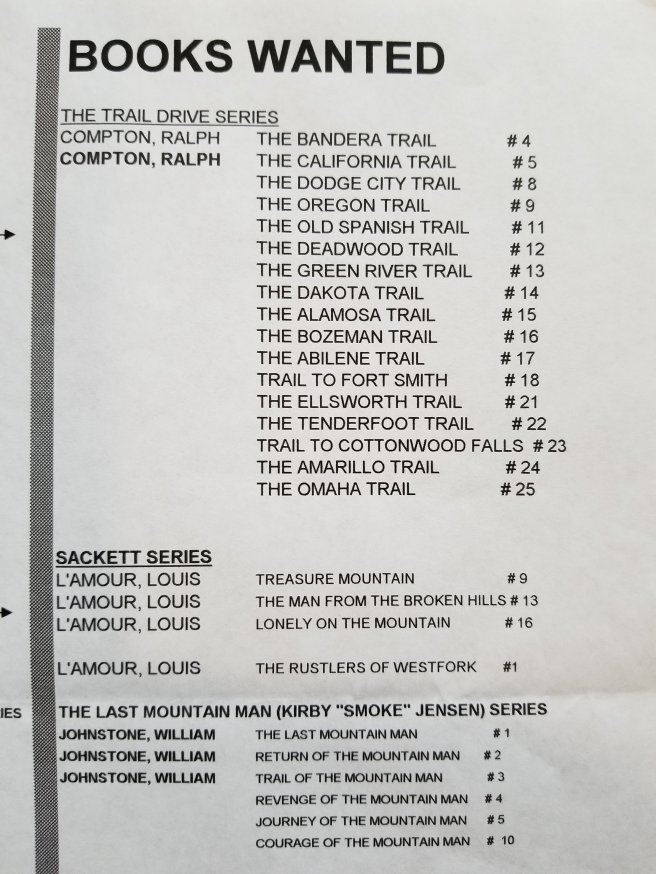 BOOKS WANTED
THE TRAIL DRIVE SERIES
COMPTON, RALPH THE BANDERA TRAIL # 4
COMPTON, RALPH THE CALIFORNIA TRAIL # 5
THE DODGE CITY TRAIL # 8
THE OREGON TRAIL # 9
THE OLD SPANISH TRAIL # 11
THE DEADWOOD TRAIL # 12
THE GREEN RIVER TRAIL # 13
THE DAKOTA TRAIL # 14
THE ALAMOSA TRAIL # 15
THE BOZEMAN TRAIL # 16
THE ABILENE TRAIL # 17
TRAIL TO FORT SMITH # 18
THE ELLSWORTH TRAIL # 21
THE TENDERFOOT TRAIL # 22
TRAIL TO COTTONWOOD FALLS # 23
THE AMARILLO TRAIL # 24
THE OMAHA TRAIL # 25
SACKETT SERIES
L'AMOUR, LOUIS TREASURE MOUNTAIN # 9
L'AMOUR, LOUIS THE MAN FROM THE BROKEN HILLS # 13
L'AMOUR, LOUIS LONELY ON THE MOUNTAIN # 16
L'AMOUR, LOUIS THE RUSTLERS OF WESTFORK #1
IES THE LAST MOUNTAIN MAN (KIRBY "SMOKE" JENSEN) SERIES
JOHNSTONE, WILLIAM THE LAST MOUNTAIN MAN # 1
JOHNSTONE, WILLIAM RETURN OF THE MOUNTAIN MAN # 2
JOHNSTONE, WILLIAM TRAIL OF THE MOUNTAIN MAN # 3
REVENGE OF THE MOUNTAIN MAN # 4
JOURNEY OF THE MOUNTAIN MAN # 5
COURAGE OF THE MOUNTAIN MAN # 10